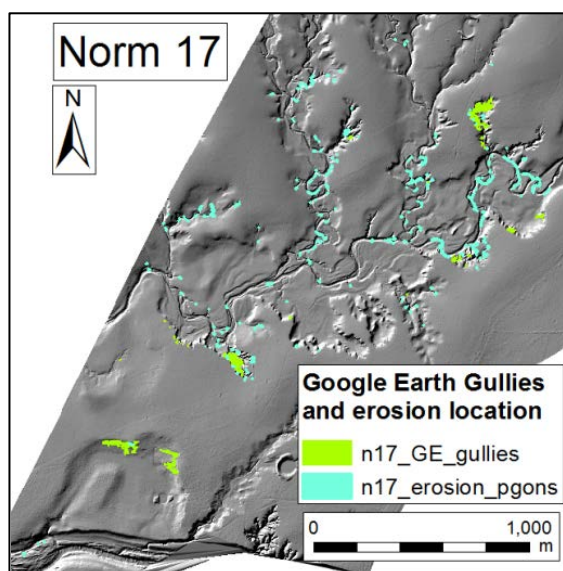 Norm 17
N
Google Earth Gullies
and erosion location
n17_GE_gullies
n17_erosion_pgons
0 1,000
m